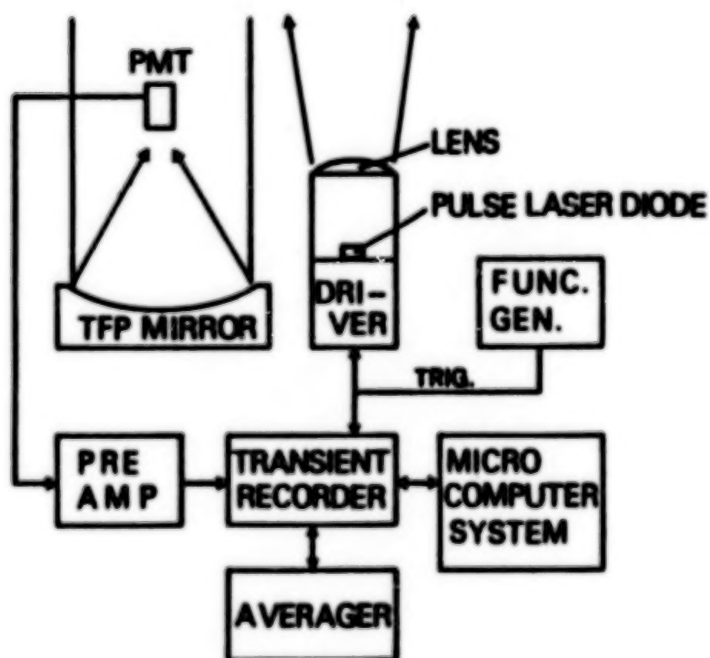 PMT
LENS
PULSE LASER DIODE
DRI-
VER
FUNC.
GEN.
TFP MIRROR
TRIG.
PRE
AMP
TRANSIENT
RECORDER
MICRO
COMPUTER
SYSTEM
AVERAGER